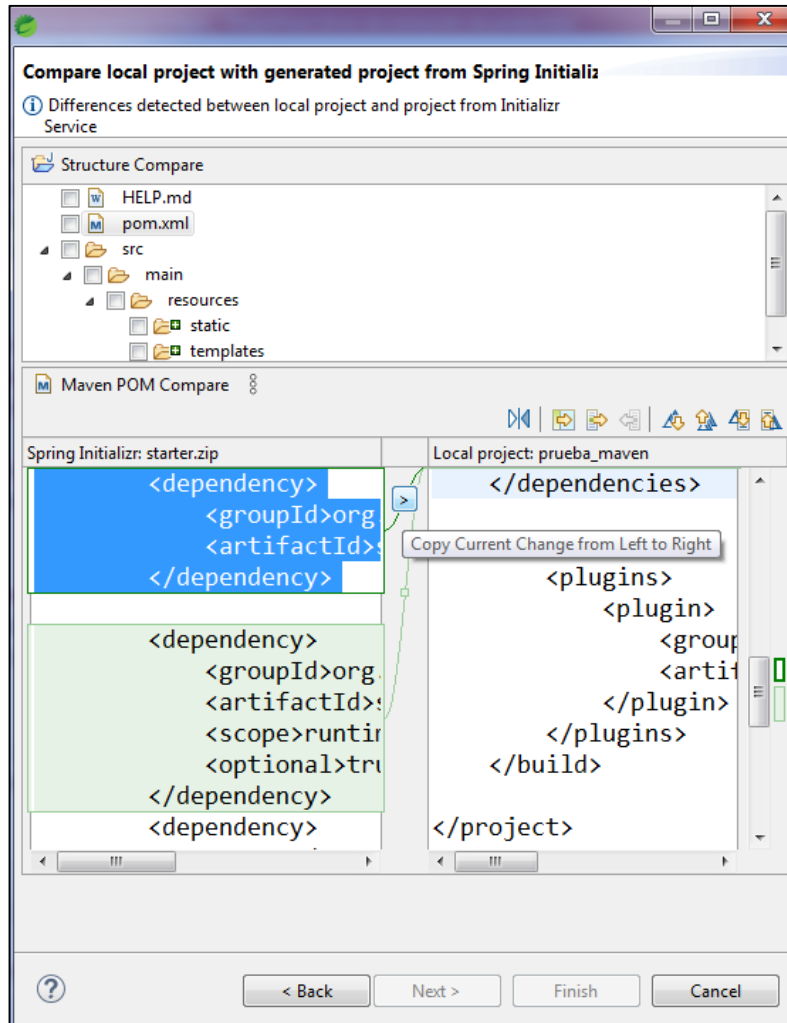 Compare local project with generated project from Spring Initializ
Differences detected between local project and project from Initializr
Service
Structure Compare
HELP.md
pom.xml
src
main
resources
static
templates
Maven POM Compare
Spring Initializr: starter.zip
Local project: prueba_maven
<dependency>
<groupId>org.
<artifactId>s
</dependency>
<dependency>
<groupId>org.
<artifactId>s
<scope>runtin
<optional>tru
</dependency>
<dependency>
>
Copy Current Change from Left to Right
</dependencies>
<plugins>
<plugin>
<group
<artif
</plugin>
</plugins>
</build>
</project>
< Back
Next >
Finish
Cancel